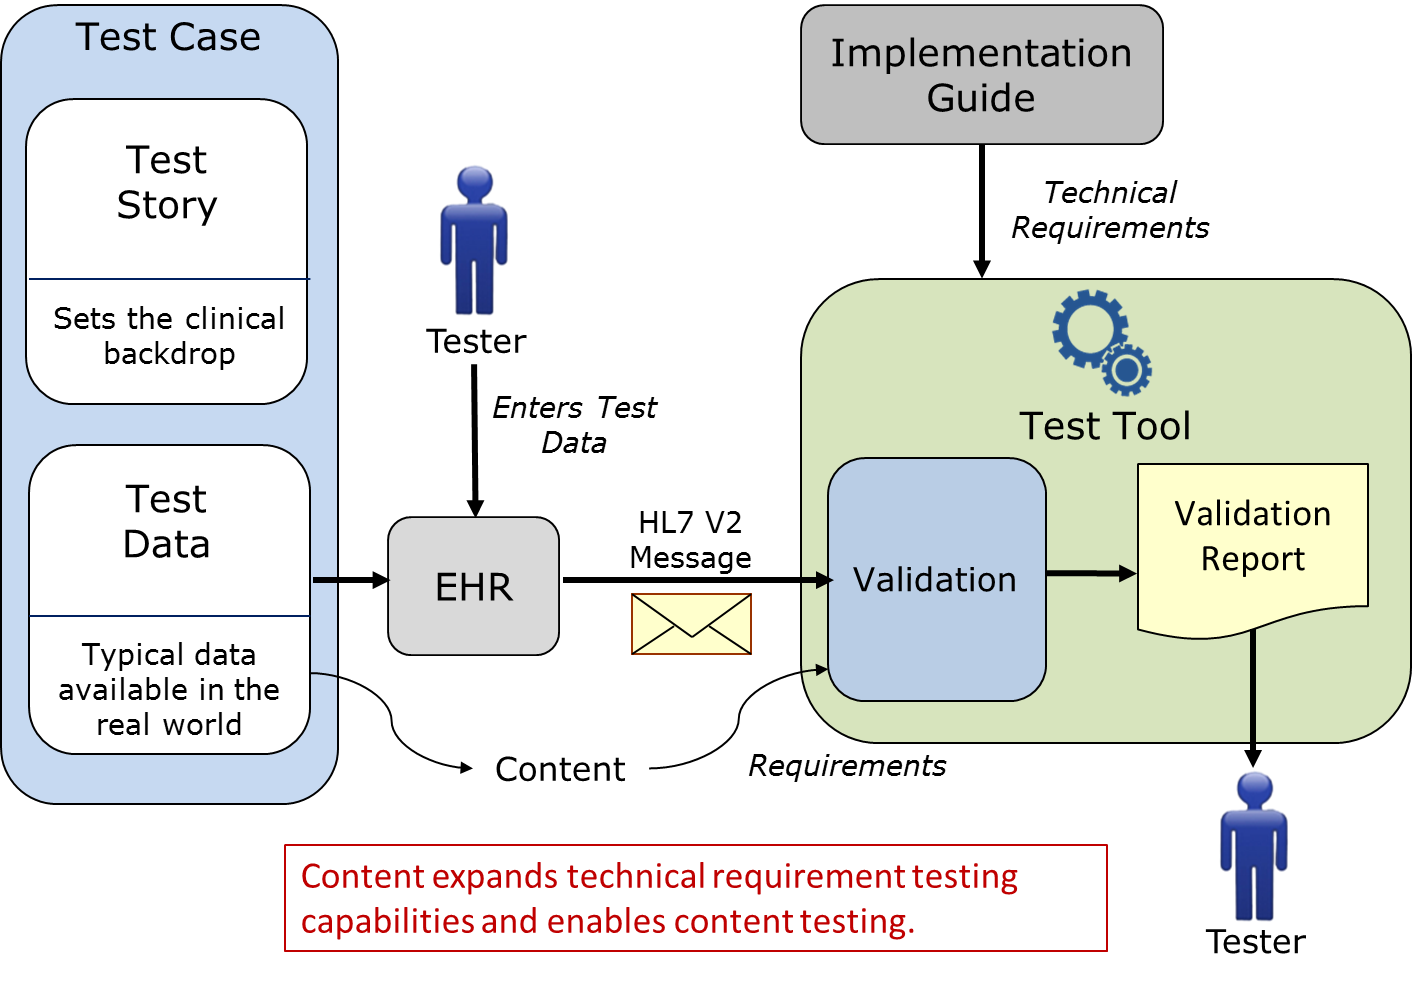 Test Case
Test
Story
Sets the clinical
backdrop
Test
Data
Typical data
available in the
real world
Tester
Enters Test
Data
EHR
HL7 V2
Message
Content
Requirements
Implementation
Guide
Technical
Requirements
Test Tool
Validation
Validation
Report
Tester
Content expands technical requirement testing
capabilities and enables content testing.